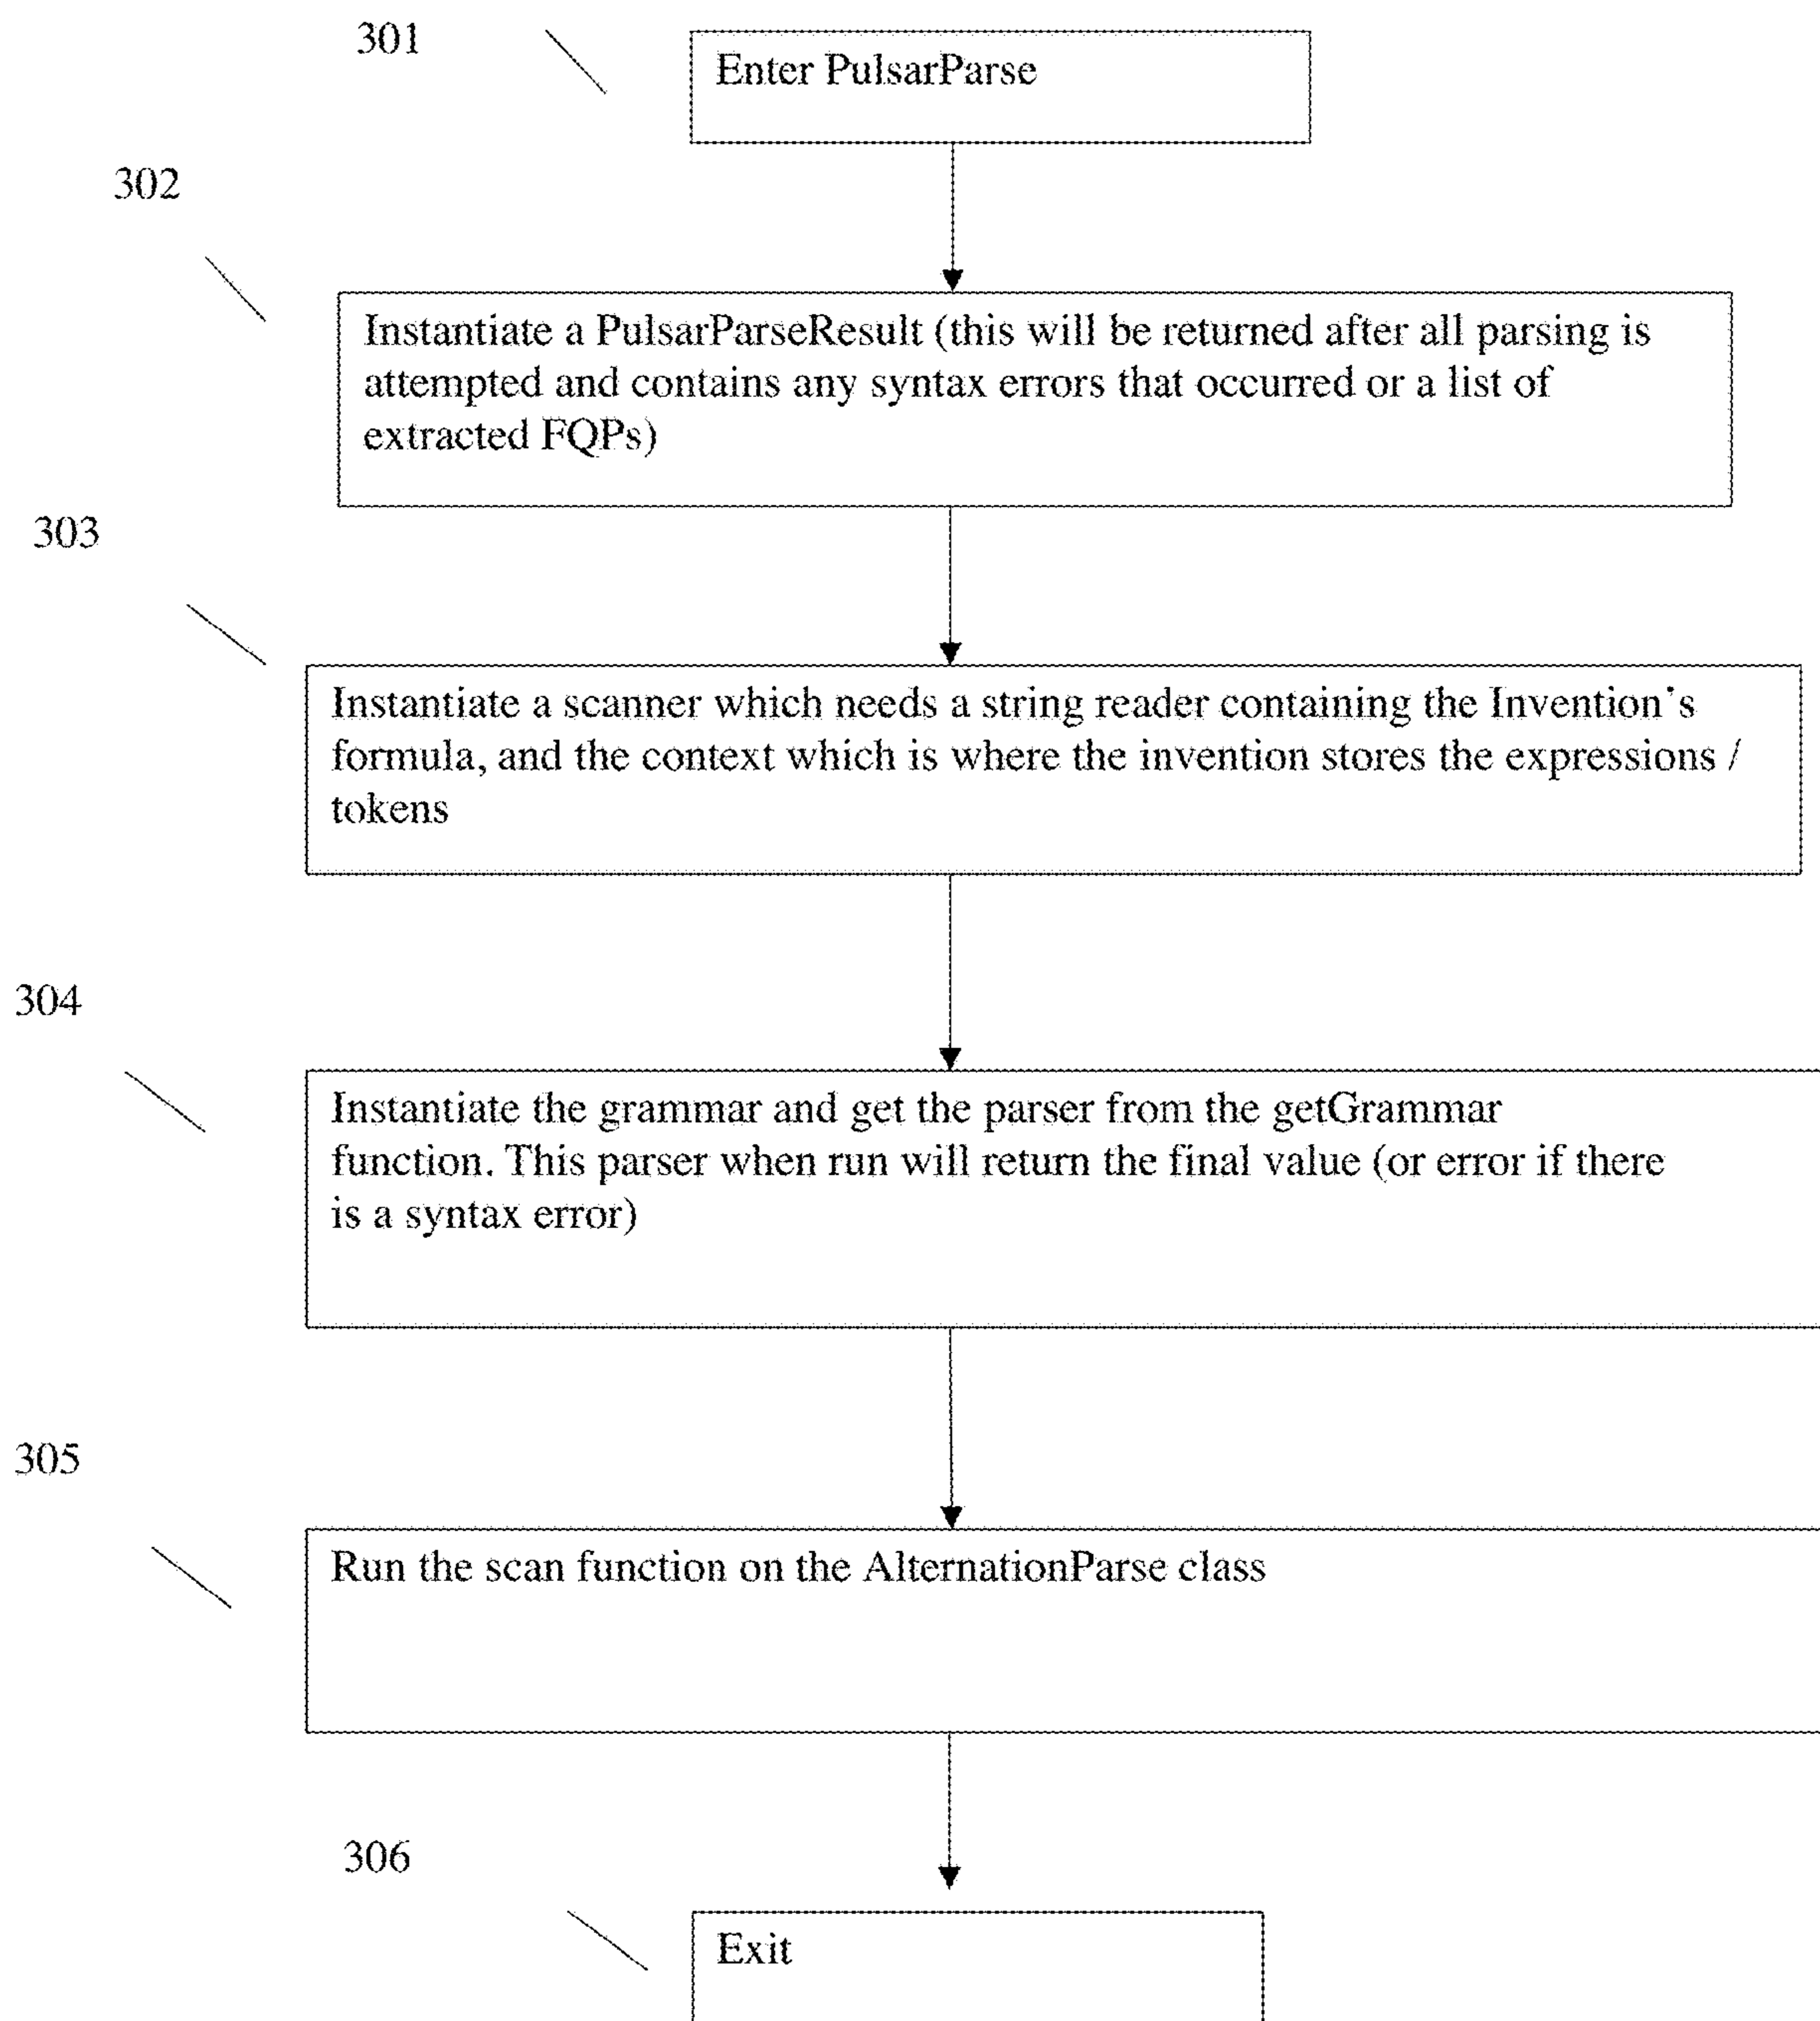 301
Enter PulsarParse
302
Instantiate a PulsarParseResult (this will be returned after all parsing is
attempted and contains any syntax errors that occurred or a list of
extracted FQPs)
303
Instantiate a scanner which needs a string reader containing the Invention's
formula, and the context which is where the invention stores the expressions /
tokens
304
Instantiate the grammar and get the parser from the getGrammar
function. This parser when run will return the final value (or error if there
is a syntax error)
305
Run the scan function on the AlternationParse class
306
Exit